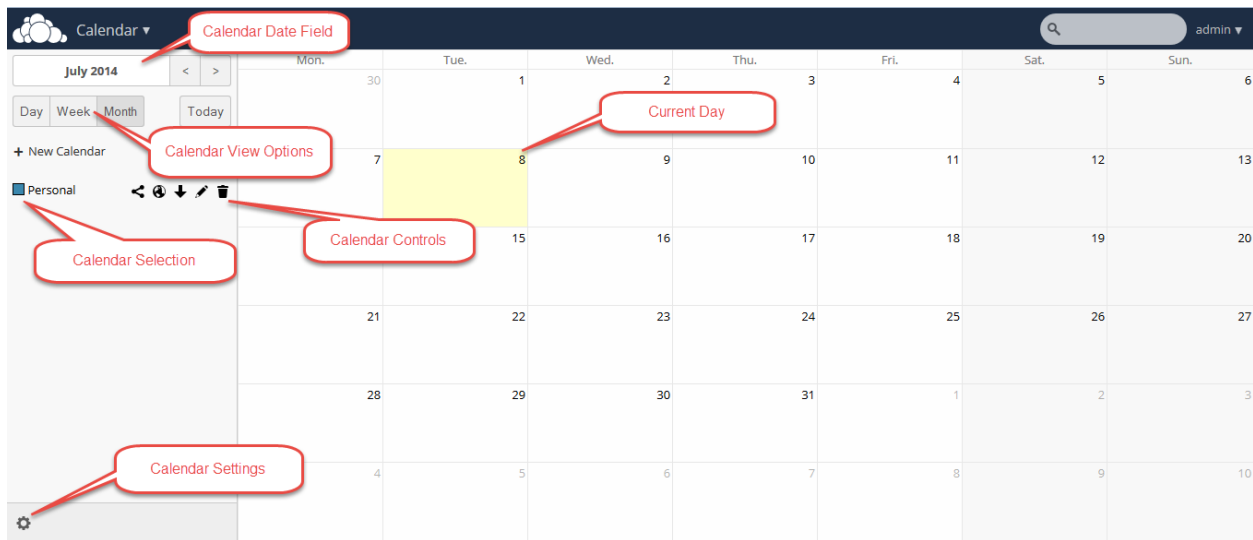 Calendar ▾
Calendar Date Field
admin ▾
July 2014 < >
Mon. Tue. Wed. Thu. Fri. Sat. Sun.
30 1 2 3 4 5 6
Day Week Month Today
Current Day
+ New Calendar
Calendar View Options
7 8 9 10 11 12 13
Personal
Calendar Controls
15 16 17 18 19 20
Calendar Selection
21 22 23 24 25 26 27
28 29 30 31 1 2 3
Calendar Settings
4 5 6 7 8 9 10